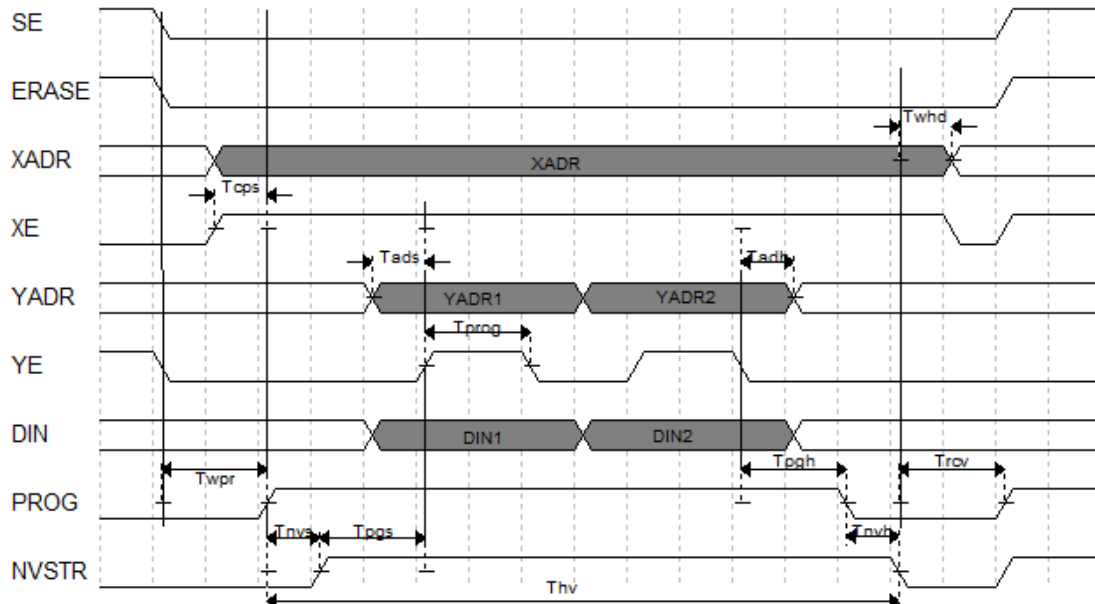 SE
ERASE
Twhd
XADR
XADR
Tcps
XE
Tads
Tadh
YADR
YADR1
YADR2
Tprog
YE
DIN
DIN1
DIN2
Twpr
Tpgh
Trcv
PROG
Tnvs
Tpgs
Tnvh
NVSTR
Thv